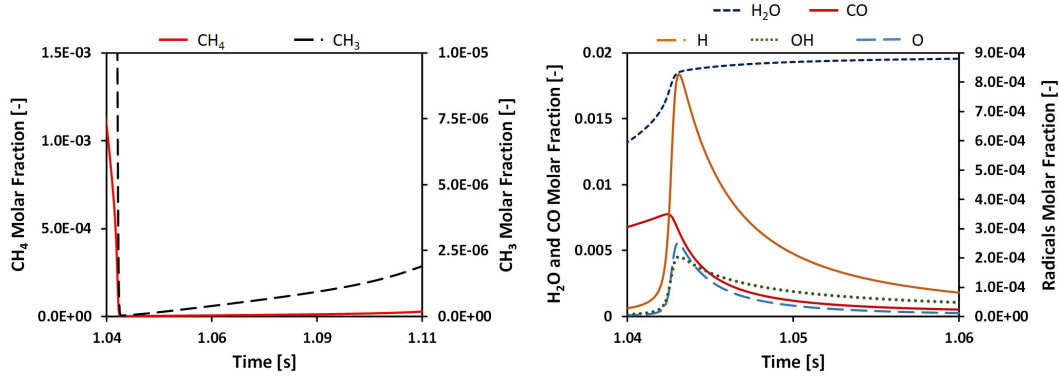 CH₄ CH₃
1.5E-03
1.0E-03
5.0E-04
0.0E+00
CH₄ Molar Fraction [-]
1.0E-05
7.5E-06
5.0E-06
2.5E-06
0.0E+00
CH₃ Molar Fraction [-]
1.04 1.06 1.09 1.11
Time [s]
H₂O CO
H OH O
0.02
0.015
0.01
0.005
0
H₂O and CO Molar Fraction [-]
9.0E-04
8.0E-04
7.0E-04
6.0E-04
5.0E-04
4.0E-04
3.0E-04
2.0E-04
1.0E-04
0.0E+00
Radicals Molar Fraction [-]
1.04 1.05 1.06
Time [s]